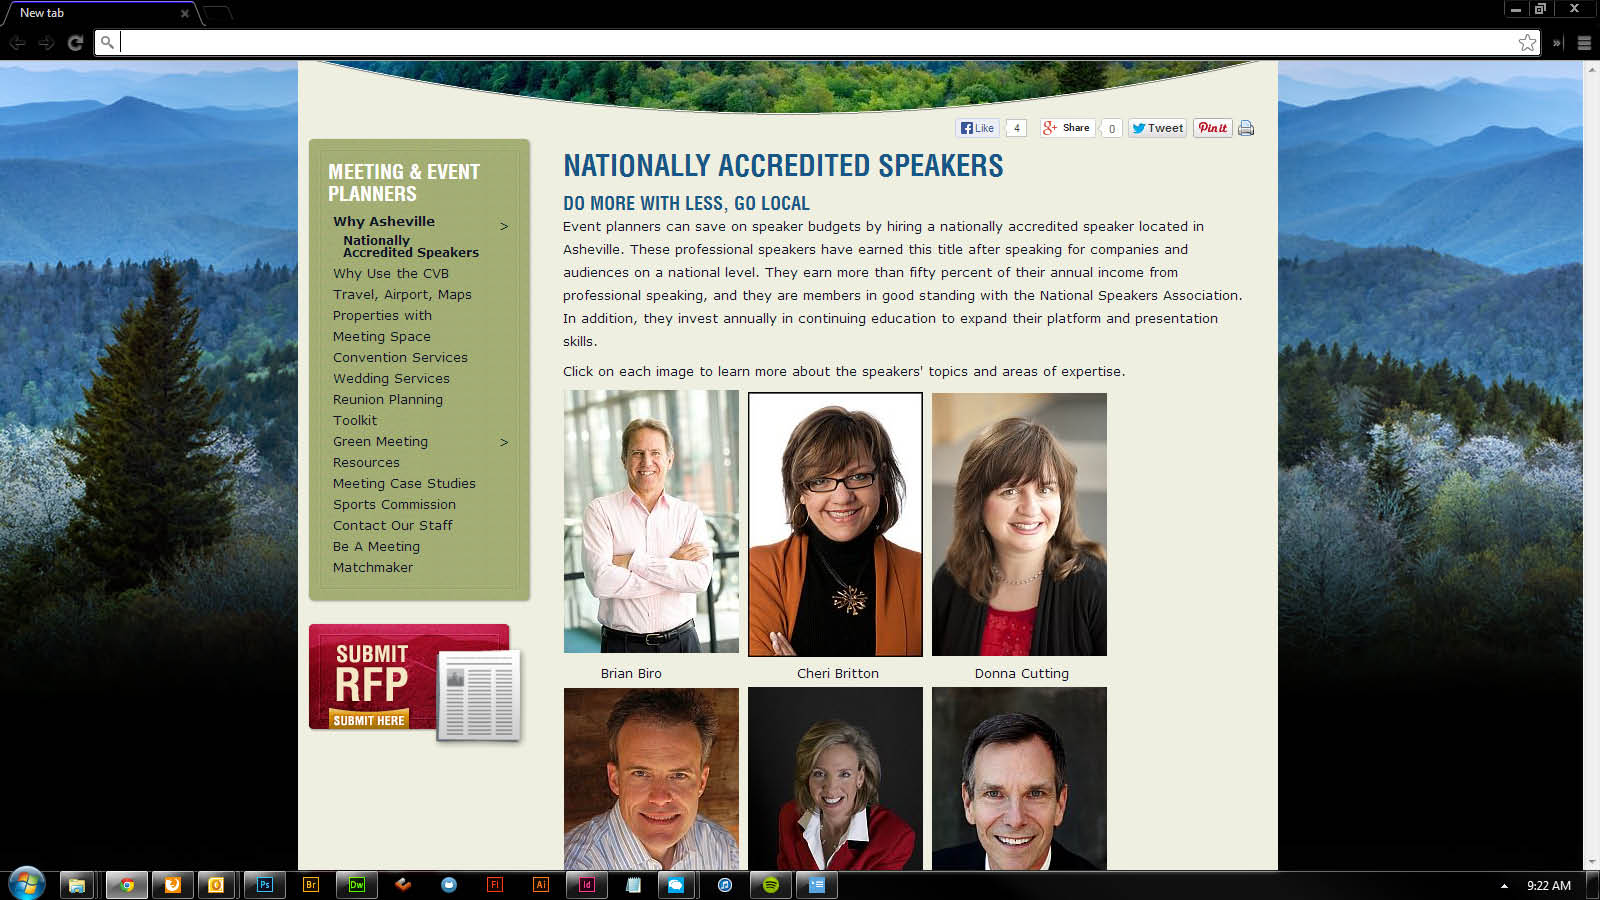 New tab
Like
4
Share
0
Tweet
Pin it
MEETING & EVENT
PLANNERS
Why Asheville >
Nationally
Accredited Speakers
Why Use the CVB
Travel, Airport, Maps
Properties with
Meeting Space
Convention Services
Wedding Services
Reunion Planning
Toolkit
Green Meeting >
Resources
Meeting Case Studies
Sports Commission
Contact Our Staff
Be A Meeting
Matchmaker
SUBMIT
RFP
SUBMIT HERE
NATIONALLY ACCREDITED SPEAKERS
DO MORE WITH LESS, GO LOCAL
Event planners can save on speaker budgets by hiring a nationally accredited speaker located in
Asheville. These professional speakers have earned this title after speaking for companies and
audiences on a national level. They earn more than fifty percent of their annual income from
professional speaking, and they are members in good standing with the National Speakers Association.
In addition, they invest annually in continuing education to expand their platform and presentation
skills.
Click on each image to learn more about the speakers' topics and areas of expertise.
Brian Biro
Cheri Britton
Donna Cutting
Ps
Br
Dw
Fl
Ai
Id
9:22 AM